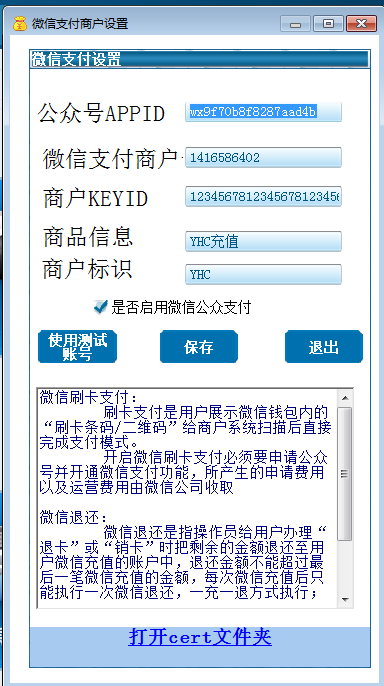 微信支付商户设置
微信支付设置
公众号APPID
wx9f70b8f8287aad4b
微信支付商户
1416586402
商户KEYID
1234567812345678123456
商品信息
YHC充值
商户标识
YHC
是否启用微信公众支付
使用测试
账号
保存
退出
微信刷卡支付：
刷卡支付是用户展示微信钱包内的
“刷卡条码/二维码”给商户系统扫描后直接
完成支付模式。
开启微信刷卡支付必须要申请公众
号并开通微信支付功能，所产生的申请费用
以及运营费用由微信公司收取
微信退还：
微信退还是指操作员给用户办理“
退卡”或“销卡”时把剩余的金额退还至用
户微信充值的账户中，退还金额不能超过最
后一笔微信充值的金额，每次微信充值后只
能执行一次微信退还，一充一退方式执行；
打开cert文件夹